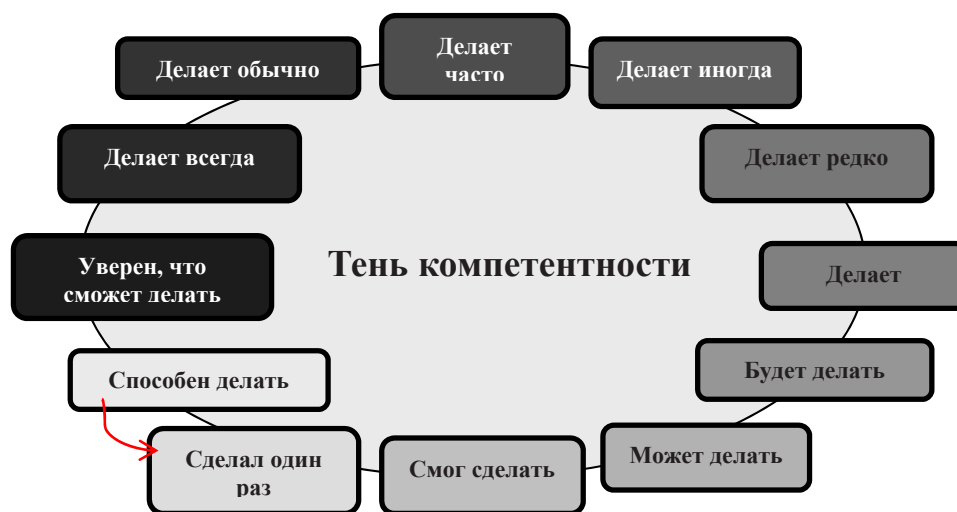 Делает
часто
Делает обычно
Делает иногда
Делает всегда
Делает редко
Тень компетентности
Уверен, что
сможет делать
Делает
Способен делать
Будет делать
Сделал один
раз
Смог сделать
Может делать